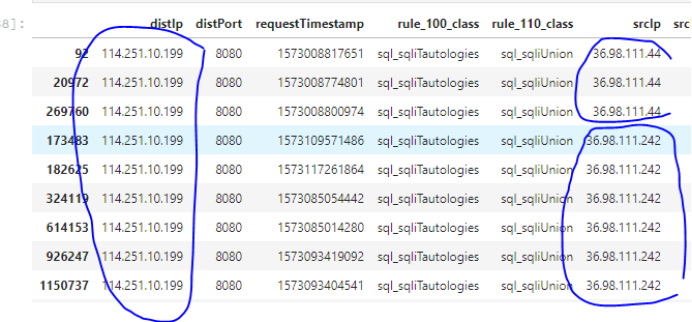 8]:
distIp distPort requestTimestamp rule_100_class rule_110_class srcIp src
92 114.251.10.199 8080 1573008817651 sql_sqliTautologies sql_sqliUnion 36.98.111.44
20972 114.251.10.199 8080 1573008774801 sql_sqliTautologies sql_sqliUnion 36.98.111.44
269760 114.251.10.199 8080 1573008800974 sql_sqliTautologies sql_sqliUnion 36.98.111.44
173483 114.251.10.199 8080 1573109571486 sql_sqliTautologies sql_sqliUnion 36.98.111.242
182625 114.251.10.199 8080 1573117261864 sql_sqliTautologies sql_sqliUnion 36.98.111.242
324119 114.251.10.199 8080 1573085054442 sql_sqliTautologies sql_sqliUnion 36.98.111.242
614153 114.251.10.199 8080 1573085014280 sql_sqliTautologies sql_sqliUnion 36.98.111.242
926247 114.251.10.199 8080 1573093419092 sql_sqliTautologies sql_sqliUnion 36.98.111.242
1150737 114.251.10.199 8080 1573093404541 sql_sqliTautologies sql_sqliUnion 36.98.111.242